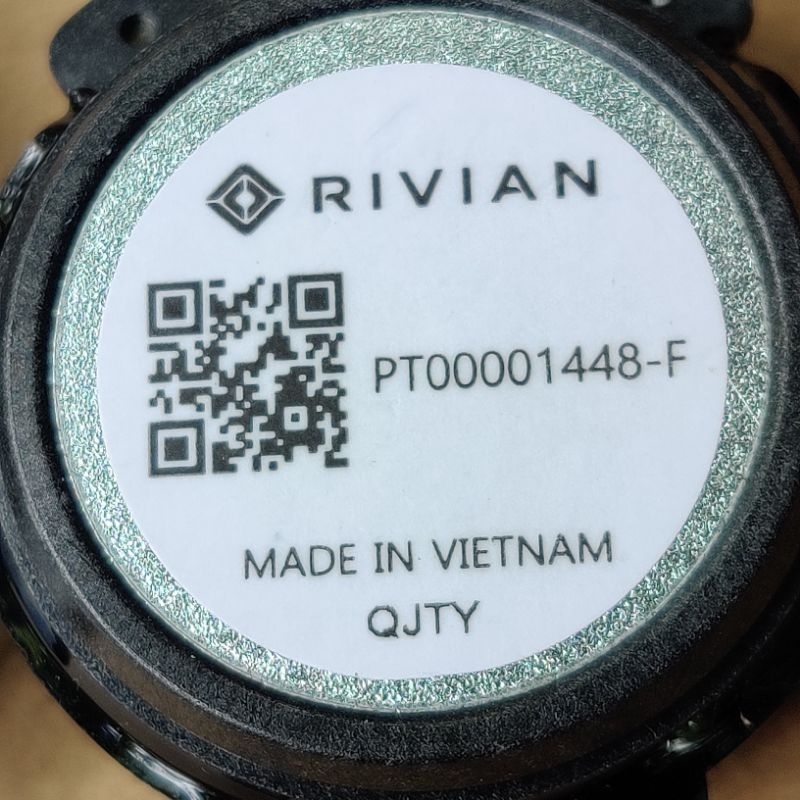 RIVIAN
PT00001448-F
MADE IN VIETNAM
QJTY